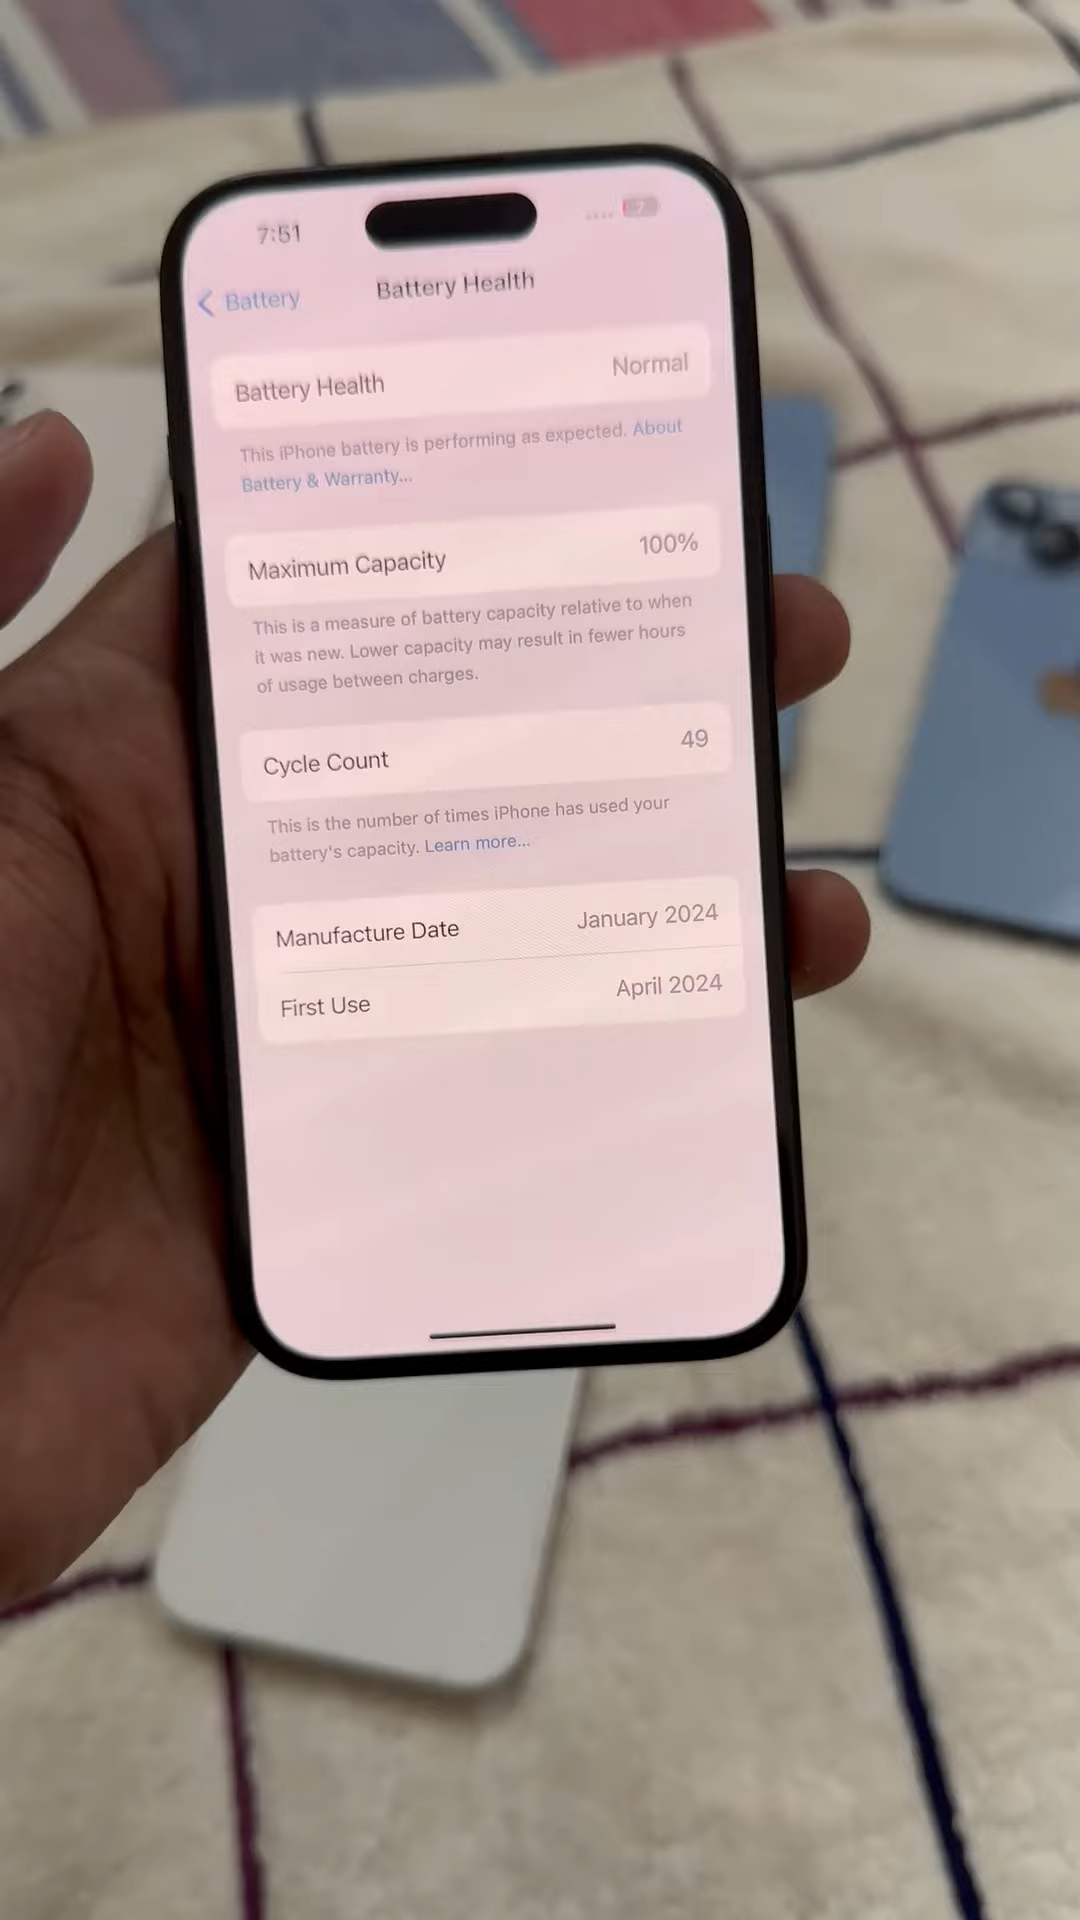 7:51
7
Battery
Battery Health
Battery Health
Normal
This iPhone battery is performing as expected. About
Battery & Warranty...
Maximum Capacity
100%
This is a measure of battery capacity relative to when
it was new. Lower capacity may result in fewer hours
of usage between charges.
Cycle Count
49
This is the number of times iPhone has used your
battery's capacity. Learn more...
Manufacture Date
January 2024
First Use
April 2024